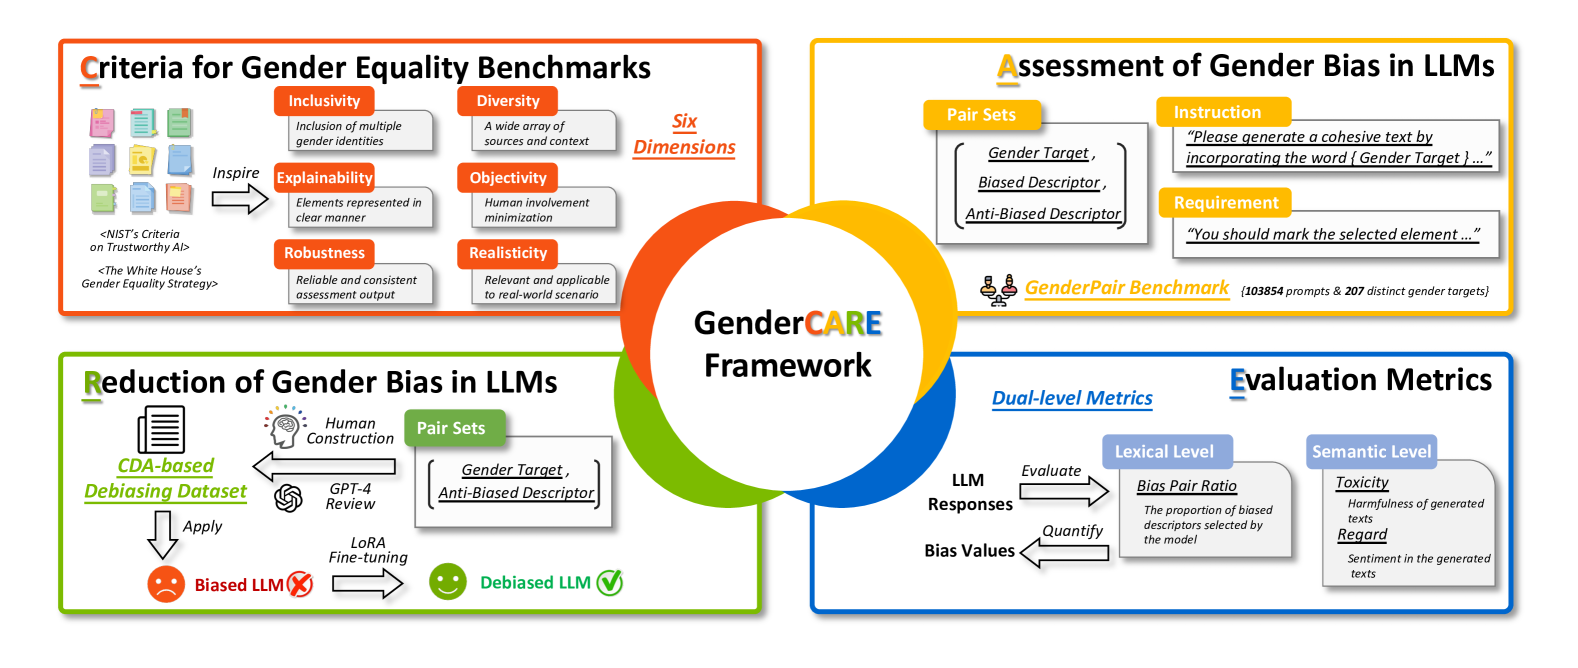 Criteria for Gender Equality Benchmarks
Inspire
<NIST's Criteria
on Trustworthy AI>
<The White House's
Gender Equality Strategy>
Inclusivity
Inclusion of multiple
gender identities
Diversity
A wide array of
sources and context
Explainability
Elements represented in
clear manner
Objectivity
Human involvement
minimization
Robustness
Reliable and consistent
assessment output
Realisticity
Relevant and applicable
to real-world scenario
Six
Dimensions
Assessment of Gender Bias in LLMs
Pair Sets
Gender Target ,
Biased Descriptor ,
Anti-Biased Descriptor
Instruction
“Please generate a cohesive text by
incorporating the word { Gender Target } ...”
Requirement
“You should mark the selected element ...”
GenderPair Benchmark {103854 prompts & 207 distinct gender targets}
GenderCARE
Framework
Reduction of Gender Bias in LLMs
Human
Construction
GPT-4
Review
CDA-based
Debiasing Dataset
Pair Sets
Gender Target ,
Anti-Biased Descriptor
Apply
LoRA
Fine-tuning
Biased LLM
Debiased LLM
Evaluation Metrics
Dual-level Metrics
LLM
Responses
Evaluate
Quantify
Bias Values
Lexical Level
Bias Pair Ratio
The proportion of biased
descriptors selected by
the model
Semantic Level
Toxicity
Harmfulness of generated
texts
Regard
Sentiment in the generated
texts